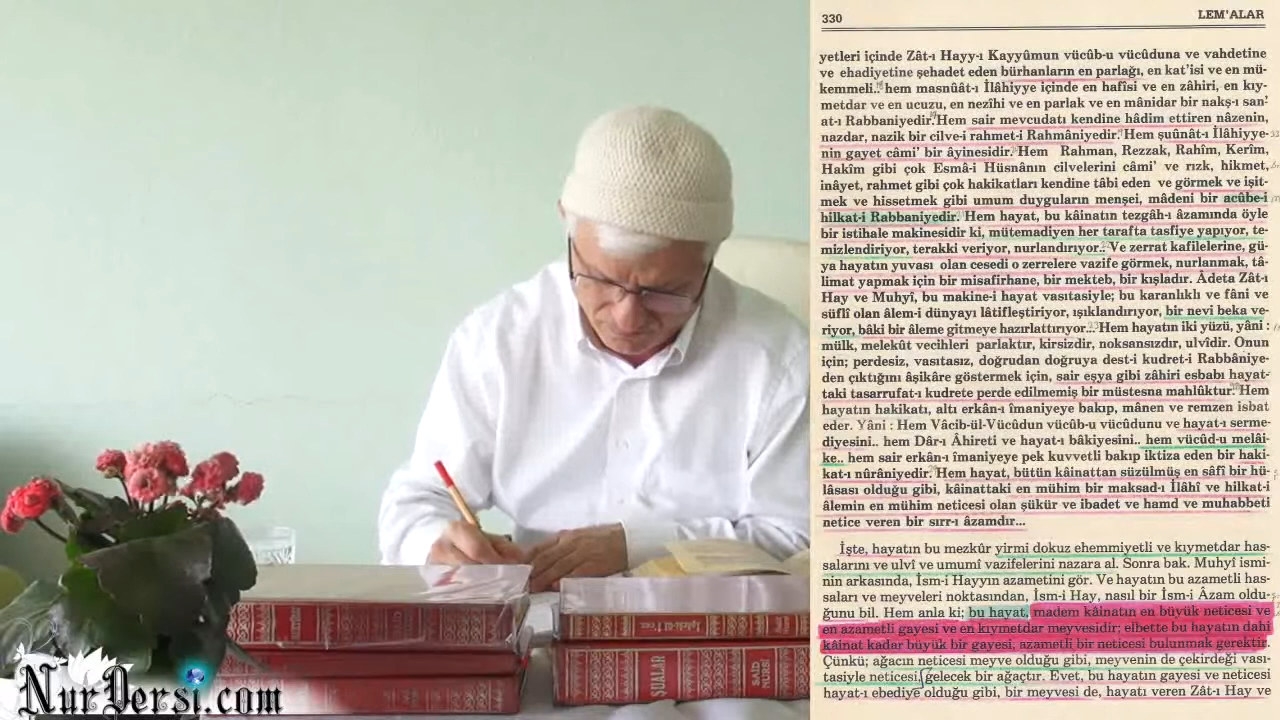 330
LEM'ALAR
yetleri içinde Zât-ı Hayy-ı Kayyûmun vücûb-u vücûduna ve vahdetine
ve ehadiyetine şehadet eden bürhanların en parlağı, en kat'isi ve en mü-
kemmeli.. hem masnûât-ı İlâhiyye içinde en hafîsi ve en zâhiri, en kıy-
metdar ve en ucuzu, en nezîhi ve en parlak ve en mânidar bir nakş-ı san'
at-ı Rabbaniyedir. Hem sair mevcudatı kendine hâdim ettiren nâzenin,
nazdar, nazik bir cilve-i rahmet-i Rahmâniyedir. Hem şuûnât-ı İlâhiyye-
nin gayet câmi' bir âyinesidir. Hem Rahman, Rezzak, Rahîm, Kerîm,
Hakîm gibi çok Esmâ-i Hüsnânın cilvelerini câmi' ve rızk, hikmet,
inâyet, rahmet gibi çok hakikatları kendine tâbi eden ve görmek ve işit-
mek ve hissetmek gibi umum duyguların menşei, mâdeni bir acûbe-i
hilkat-i Rabbaniyedir. Hem hayat, bu kâinatın tezgâh-ı âzamında öyle
bir istihale makinesidir ki, mütemadiyen her tarafta tasfiye yapıyor, te-
mizlendiriyor, terakki veriyor, nurlandırıyor.. Ve zerrat kafilelerine, gü-
ya hayatın yuvası olan cesedi o zerrelere vazife görmek, nurlanmak, tâ-
limat yapmak için bir misafirhane, bir mekteb, bir kışladır. Âdeta Zât-ı
Hay ve Muhyî, bu makine-i hayat vasıtasiyle; bu karanlıklı ve fâni ve
süflî olan âlem-i dünyayı lâtifleştiriyor, ışıklandırıyor, bir nevi beka ve-
riyor, bâki bir âleme gitmeye hazırlattırıyor... Hem hayatın iki yüzü, yâni :
mülk, melekût vecihleri parlaktır, kirsizdir, noksansızdır, ulvîdir. Onun
için; perdesiz, vasıtasız, doğrudan doğruya dest-i kudret-i Rabbâniye-
den çıktığını âşikâre göstermek için, sair eşya gibi zâhiri esbabı hayat-
taki tasarrufat-ı kudrete perde edilmemiş bir müstesna mahlûktur. Hem
hayatın hakikatı, altı erkân-ı îmaniyeye bakıp, mânen ve remzen isbat
eder. Yâni : Hem Vâcib-ül-Vücûdun vücûb-u vücûdunu ve hayat-ı serme-
diyesini.. hem Dâr-ı Âhireti ve hayat-ı bâkiyesini.. hem vücûd-u melâi-
ke.. hem sair erkân-ı îmaniyeye pek kuvvetli bakıp iktiza eden bir haki-
kat-ı nûrâniyedir. Hem hayat, bütün kâinattan süzülmüş en sâfî bir hü-
lâsası olduğu gibi, kâinattaki en mühim bir maksad-ı İlâhî ve hilkat-i
âlemin en mühim neticesi olan şükür ve ibadet ve hamd ve muhabbeti
netice veren bir sırr-ı âzamdır...
İşte, hayatın bu mezkûr yirmi dokuz ehemmiyetli ve kıymetdar has-
salarını ve ulvî ve umumî vazifelerini nazara al. Sonra bak. Muhyî ismi-
nin arkasında, İsm-i Hayyın azametini gör. Ve hayatın bu azametli has-
saları ve meyveleri noktasından, İsm-i Hay, nasıl bir İsm-i Âzam oldu-
ğunu bil. Hem anla ki; bu hayat, madem kâinatın en büyük neticesi ve
en azametli gayesi ve en kıymetdar meyvesidir; elbette bu hayatın dahi
kâinat kadar büyük bir gayesi, azametli bir neticesi bulunmak gerektir.
Çünkü; ağacın neticesi meyve olduğu gibi, meyvenin de çekirdeği vası-
tasiyle neticesi, gelecek bir ağaçtır. Evet, bu hayatın gayesi ve neticesi
hayat-ı ebediye olduğu gibi, bir meyvesi de, hayatı veren Zât-ı Hay ve
ŞUALAR
SAID
NURSİ
NurDersi.com